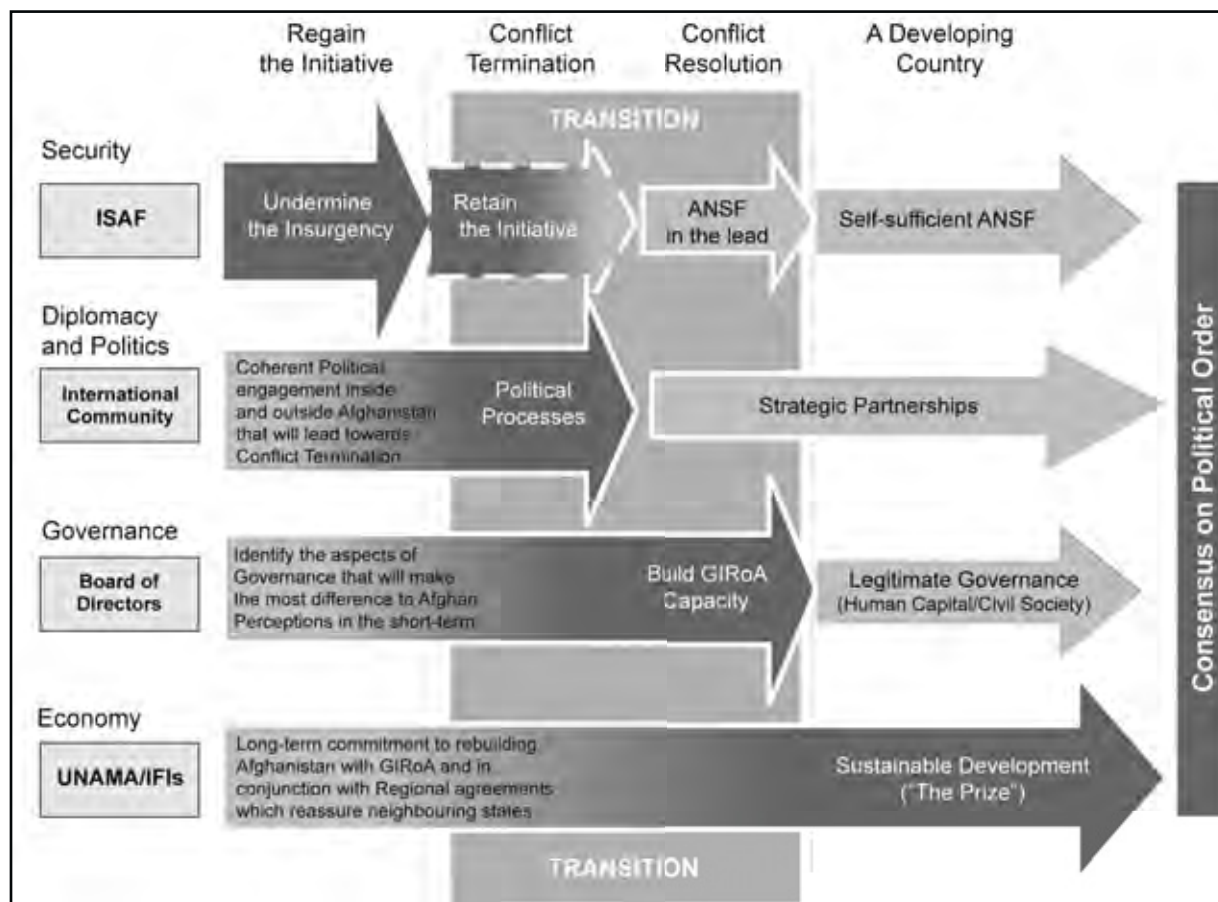 Regain
the Initiative
Conflict
Termination
Conflict
Resolution
A Developing
Country
TRANSITION
Security
ISAF
Undermine
the Insurgency
Retain
the Initiative
ANSF
in the lead
Self-sufficient ANSF
Diplomacy
and Politics
International
Community
Coherent Political
engagement inside
and outside Afghanistan
that will lead towards
Conflict Termination
Political
Processes
Strategic Partnerships
Governance
Board of
Directors
Identify the aspects of
Governance that will make
the most difference to Afghan
Perceptions in the short-term
Build GIRoA
Capacity
Legitimate Governance
(Human Capital/Civil Society)
Economy
UNAMA/IFIs
Long-term commitment to rebuilding
Afghanistan with GIRoA and in
conjunction with Regional agreements
which reassure neighbouring states
Sustainable Development
("The Prize")
TRANSITION
Consensus on Political Order